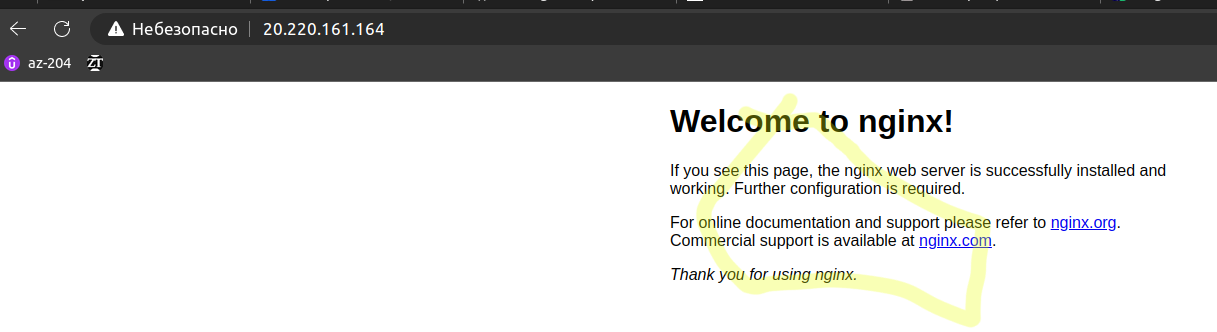 Небезопасно 20.220.161.164
az-204 ZT
Welcome to nginx!
If you see this page, the nginx web server is successfully installed and
working. Further configuration is required.
For online documentation and support please refer to nginx.org.
Commercial support is available at nginx.com.
Thank you for using nginx.